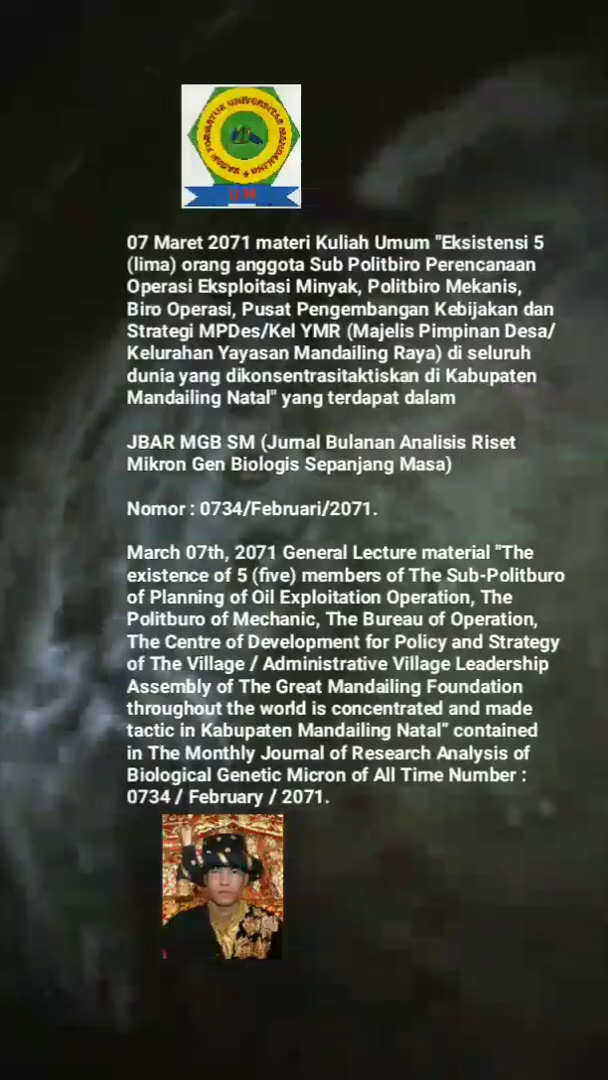 UNIVERSITAS MANDAILING
U M
07 Maret 2071 materi Kuliah Umum "Eksistensi 5
(lima) orang anggota Sub Politbiro Perencanaan
Operasi Eksploitasi Minyak, Politbiro Mekanis,
Biro Operasi, Pusat Pengembangan Kebijakan dan
Strategi MPDes/Kel YMR (Majelis Pimpinan Desa/
Kelurahan Yayasan Mandailing Raya) di seluruh
dunia yang dikonsentrasitaktiskan di Kabupaten
Mandailing Natal" yang terdapat dalam
JBAR MGB SM (Jurnal Bulanan Analisis Riset
Mikron Gen Biologis Sepanjang Masa)
Nomor : 0734/Februari/2071.
March 07th, 2071 General Lecture material "The
existence of 5 (five) members of The Sub-Politburo
of Planning of Oil Exploitation Operation, The
Politburo of Mechanic, The Bureau of Operation,
The Centre of Development for Policy and Strategy
of The Village / Administrative Village Leadership
Assembly of The Great Mandailing Foundation
throughout the world is concentrated and made
tactic in Kabupaten Mandailing Natal" contained
in The Monthly Journal of Research Analysis of
Biological Genetic Micron of All Time Number :
0734 / February / 2071.